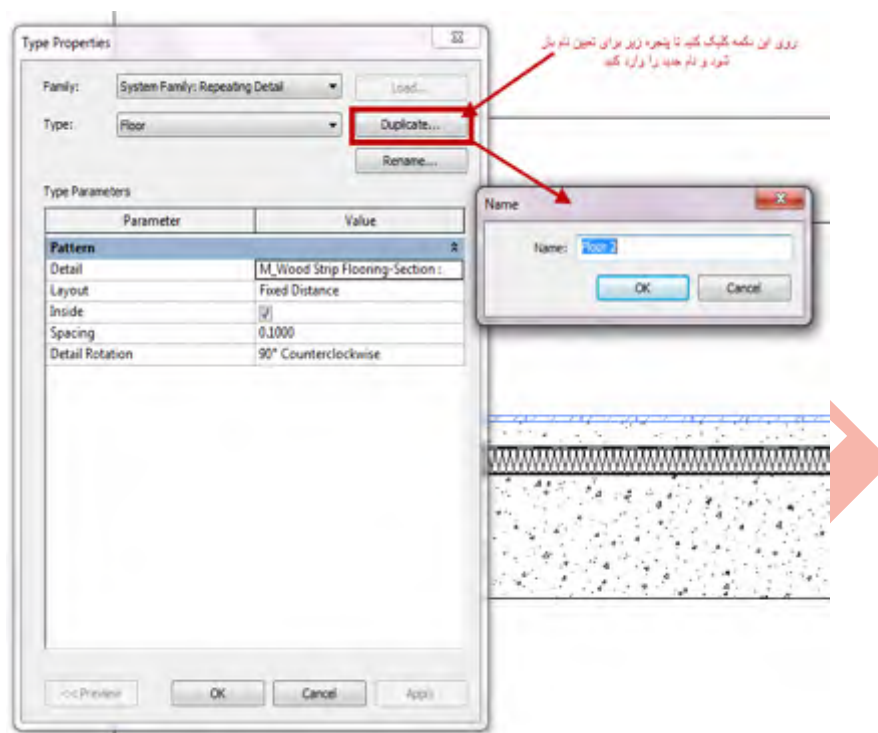 Type Properties
روی این دکمه کلیک کنید تا پنجره زیر برای تعیین نام باز
شود و نام جدید را وارد کنید
Family: System Family: Repeating Detail Load...
Type: Floor Duplicate...
Rename...
Type Parameters
Parameter Value
Pattern
Detail M_Wood Strip Flooring-Section :
Layout Fixed Distance
Inside
Spacing 0.1000
Detail Rotation 90° Counterclockwise
Name
Name: Floor 2
OK Cancel
<< Preview OK Cancel Apply